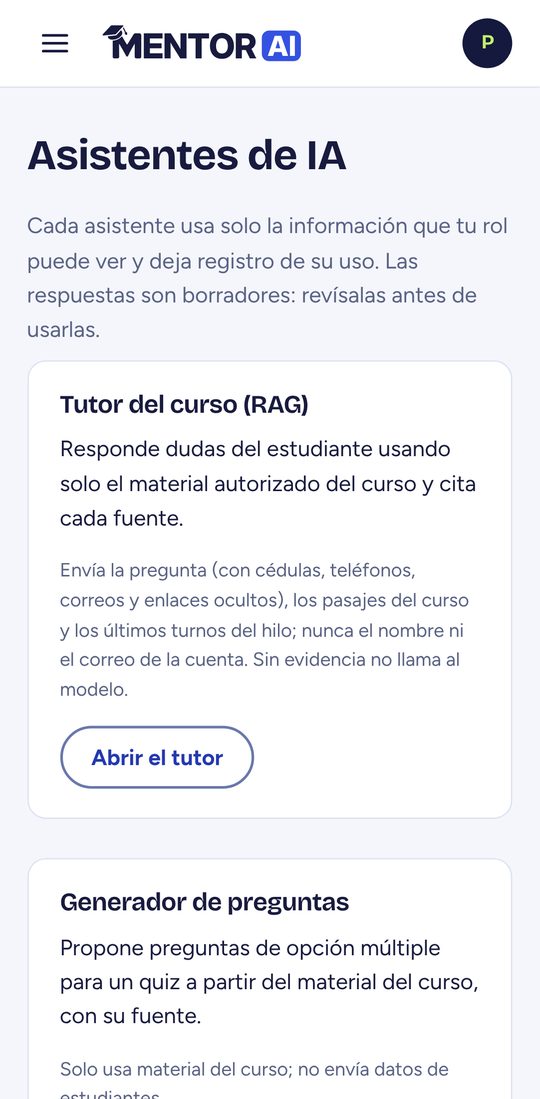 MENTOR AI
P
Asistentes de IA
Cada asistente usa solo la información que tu rol
puede ver y deja registro de su uso. Las
respuestas son borradores: revísalas antes de
usarlas.
Tutor del curso (RAG)
Responde dudas del estudiante usando
solo el material autorizado del curso y cita
cada fuente.
Envía la pregunta (con cédulas, teléfonos,
correos y enlaces ocultos), los pasajes del curso
y los últimos turnos del hilo; nunca el nombre ni
el correo de la cuenta. Sin evidencia no llama al
modelo.
Abrir el tutor
Generador de preguntas
Propone preguntas de opción múltiple
para un quiz a partir del material del curso,
con su fuente.
Solo usa material del curso; no envía datos de
estudiantes